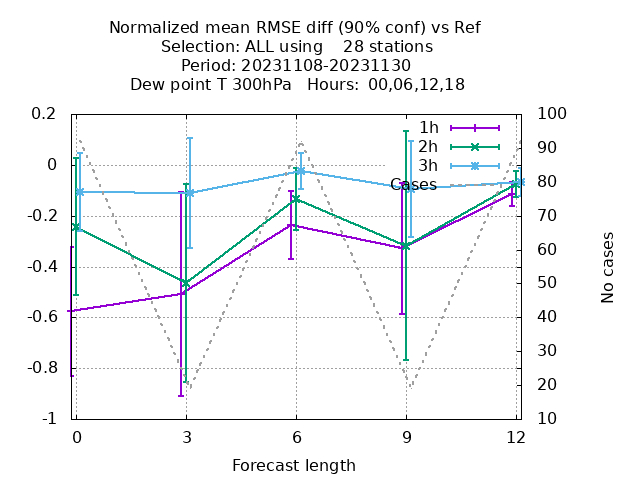 Normalized mean RMSE diff (90% conf) vs Ref
Selection: ALL using    28 stations
Period: 20231108-20231130
Dew point T 300hPa   Hours:  00,06,12,18
0.2
0
-0.2
-0.4
-0.6
-0.8
-1
1h
2h
3h
Cases
100
90
80
70
60
50
40
30
20
10
No cases
0 3 6 9 12
Forecast length